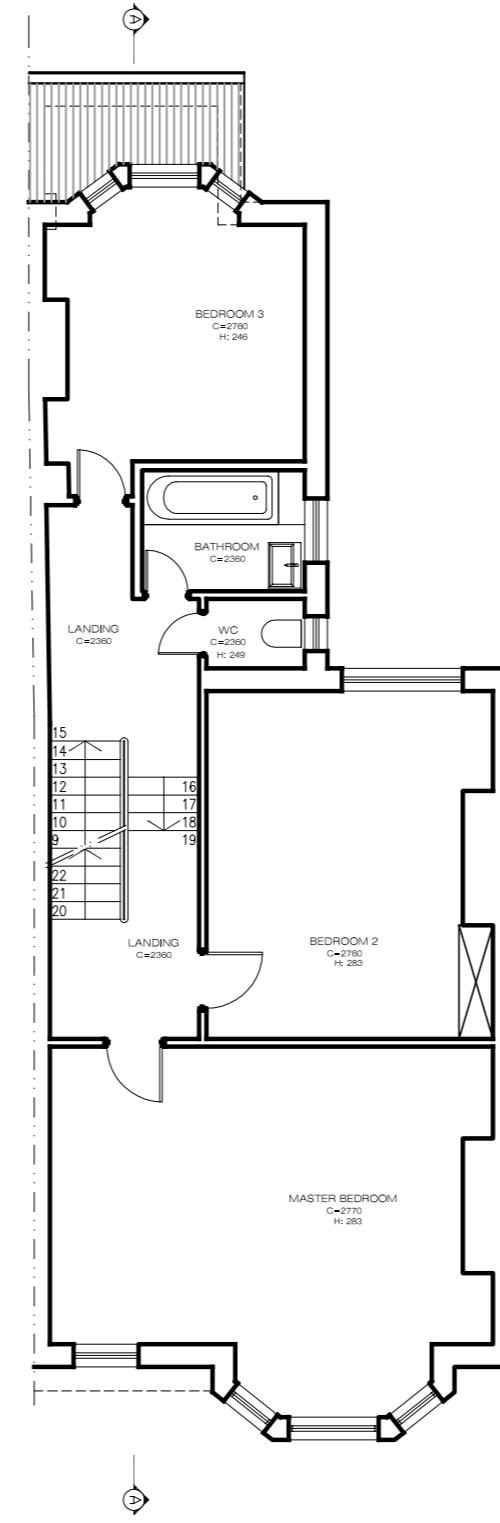 A
BEDROOM 3
C=2760
H: 246
BATHROOM
C=2360
LANDING
C=2360
WC
C=2360
H: 249
15
14
13
12
11
10
9
22
21
20
16
17
18
19
LANDING
C=2360
BEDROOM 2
C=2760
H: 283
MASTER BEDROOM
C=2770
H: 283
A